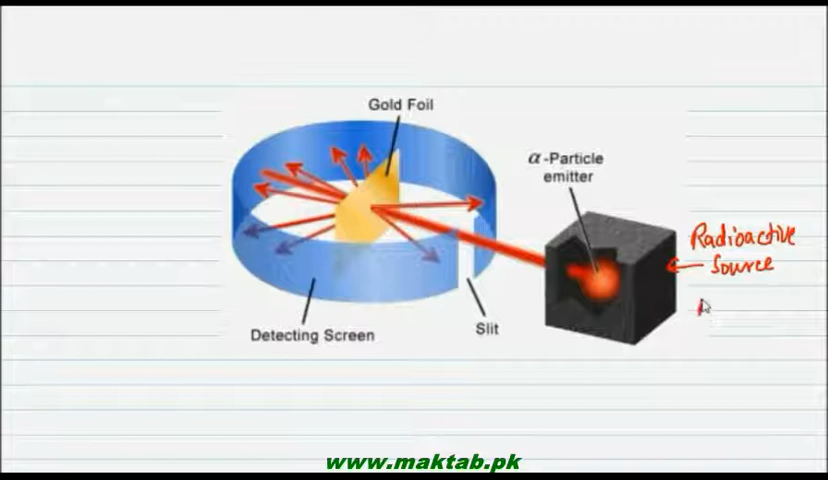 Gold Foil
α-Particle
emitter
Radioactive
Source
Detecting Screen
Slit
www.maktab.pk